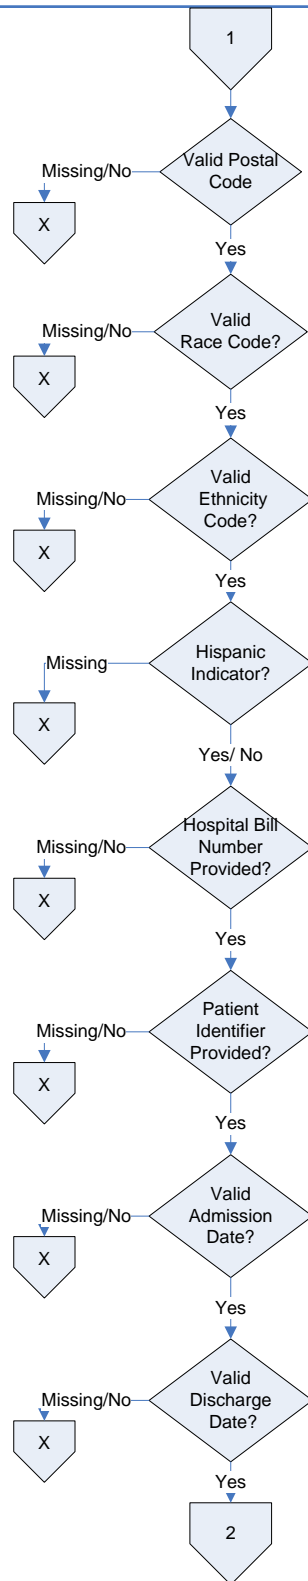 1
Valid Postal
Code
Missing/No
X
Yes
Valid
Race Code?
Missing/No
X
Yes
Valid
Ethnicity
Code?
Missing/No
X
Yes
Hispanic
Indicator?
Missing
X
Yes/ No
Hospital Bill
Number
Provided?
Missing/No
X
Yes
Patient
Identifier
Provided?
Missing/No
X
Yes
Valid
Admission
Date?
Missing/No
X
Yes
Valid
Discharge
Date?
Missing/No
X
Yes
2